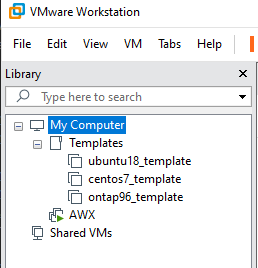 VMware Workstation
File Edit View VM Tabs Help
Library
Type here to search
My Computer
Templates
ubuntu18_template
centos7_template
ontap96_template
AWX
Shared VMs